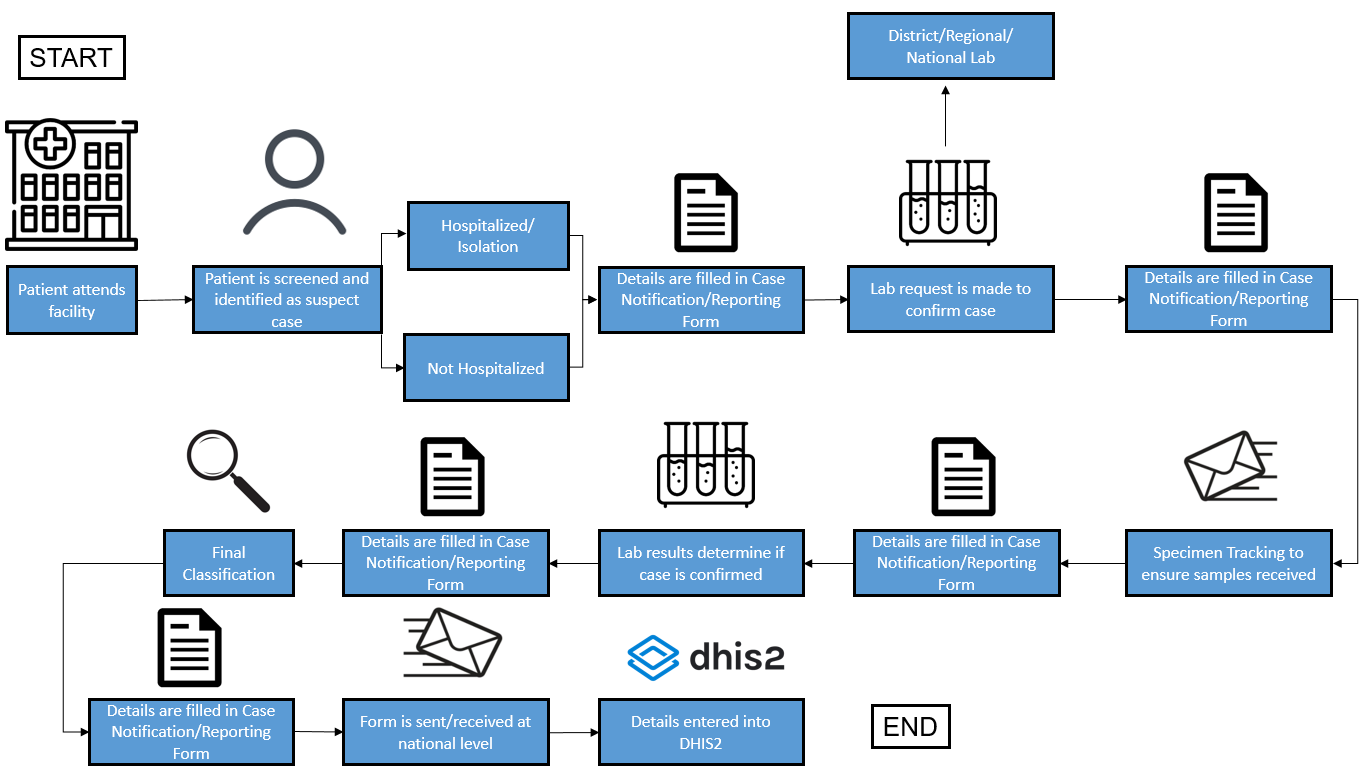 START
District/Regional/
National Lab
Patient attends
facility
Patient is screened and
identified as suspect
case
Hospitalized/
Isolation
Not Hospitalized
Details are filled in Case
Notification/Reporting
Form
Lab request is made to
confirm case
Details are filled in Case
Notification/Reporting
Form
Specimen Tracking to
ensure samples received
Details are filled in Case
Notification/Reporting
Form
Lab results determine if
case is confirmed
Details are filled in Case
Notification/Reporting
Form
Final
Classification
Details are filled in Case
Notification/Reporting
Form
Form is sent/received at
national level
dhis2
Details entered into
DHIS2
END